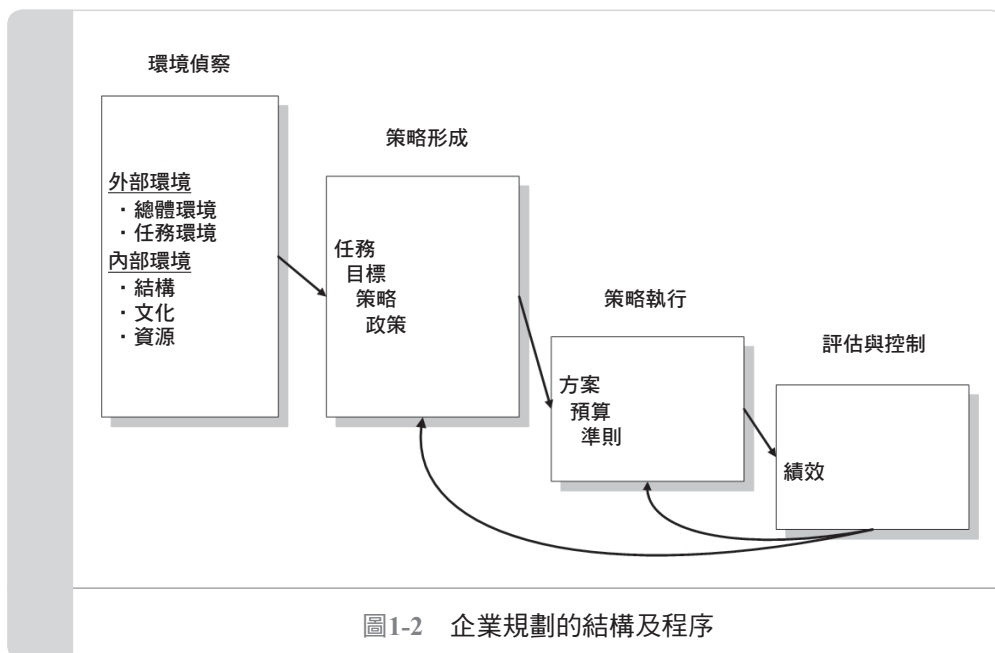 環境偵察
外部環境
・總體環境
・任務環境
內部環境
・結構
・文化
・資源
策略形成
任務
目標
策略
政策
策略執行
方案
預算
準則
評估與控制
績效
圖1-2 企業規劃的結構及程序